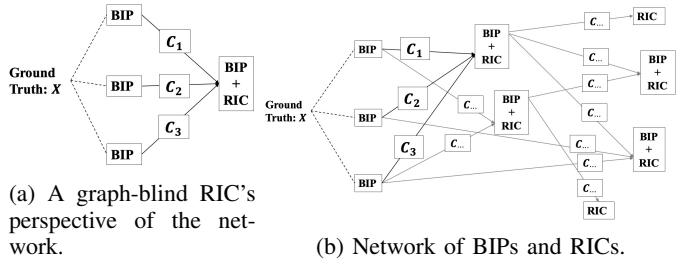 BIP
C₁
Ground
Truth: X
BIP
C₂
BIP
+
RIC
C₃
BIP
(a) A graph-blind RIC's
perspective of the net-
work.
BIP
C₁
BIP
+
RIC
C...
RIC
C...
C...
BIP
+
RIC
Ground
Truth: X
C₂
C...
BIP
+
RIC
C...
BIP
C₃
C...
C...
C...
BIP
+
RIC
BIP
C...
RIC
(b) Network of BIPs and RICs.